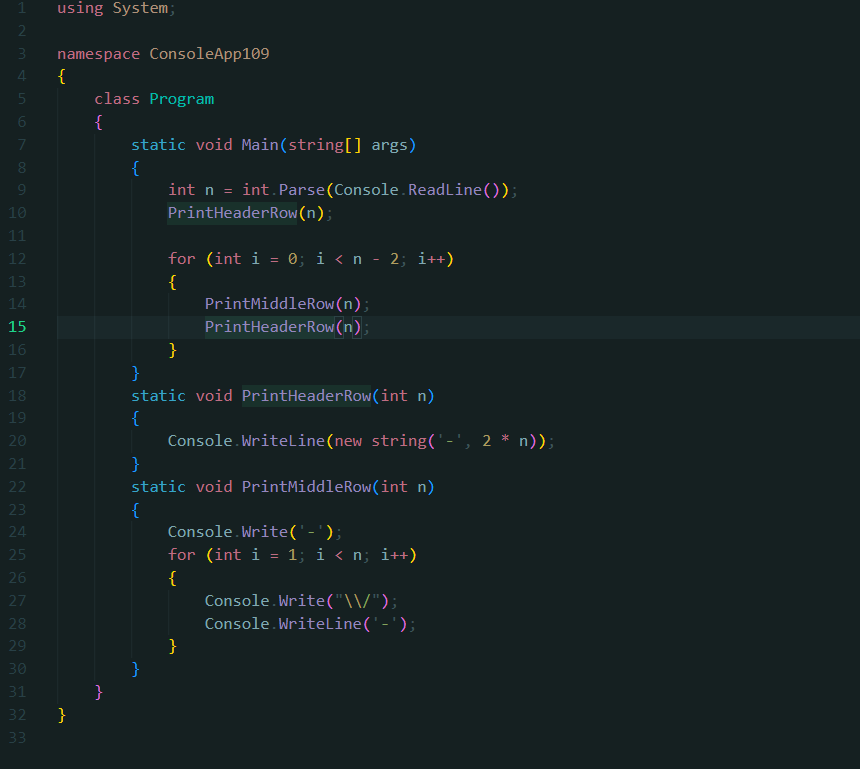 1 using System;
2
3 namespace ConsoleApp109
4 {
5 class Program
6 {
7 static void Main(string[] args)
8 {
9 int n = int.Parse(Console.ReadLine());
10 PrintHeaderRow(n);
11
12 for (int i = 0; i < n - 2; i++)
13 {
14 PrintMiddleRow(n);
15 PrintHeaderRow(n);
16 }
17 }
18 static void PrintHeaderRow(int n)
19 {
20 Console.WriteLine(new string('-', 2 * n));
21 }
22 static void PrintMiddleRow(int n)
23 {
24 Console.Write('-');
25 for (int i = 1; i < n; i++)
26 {
27 Console.Write("\\/");
28 Console.WriteLine('-');
29 }
30 }
31 }
32 }
33